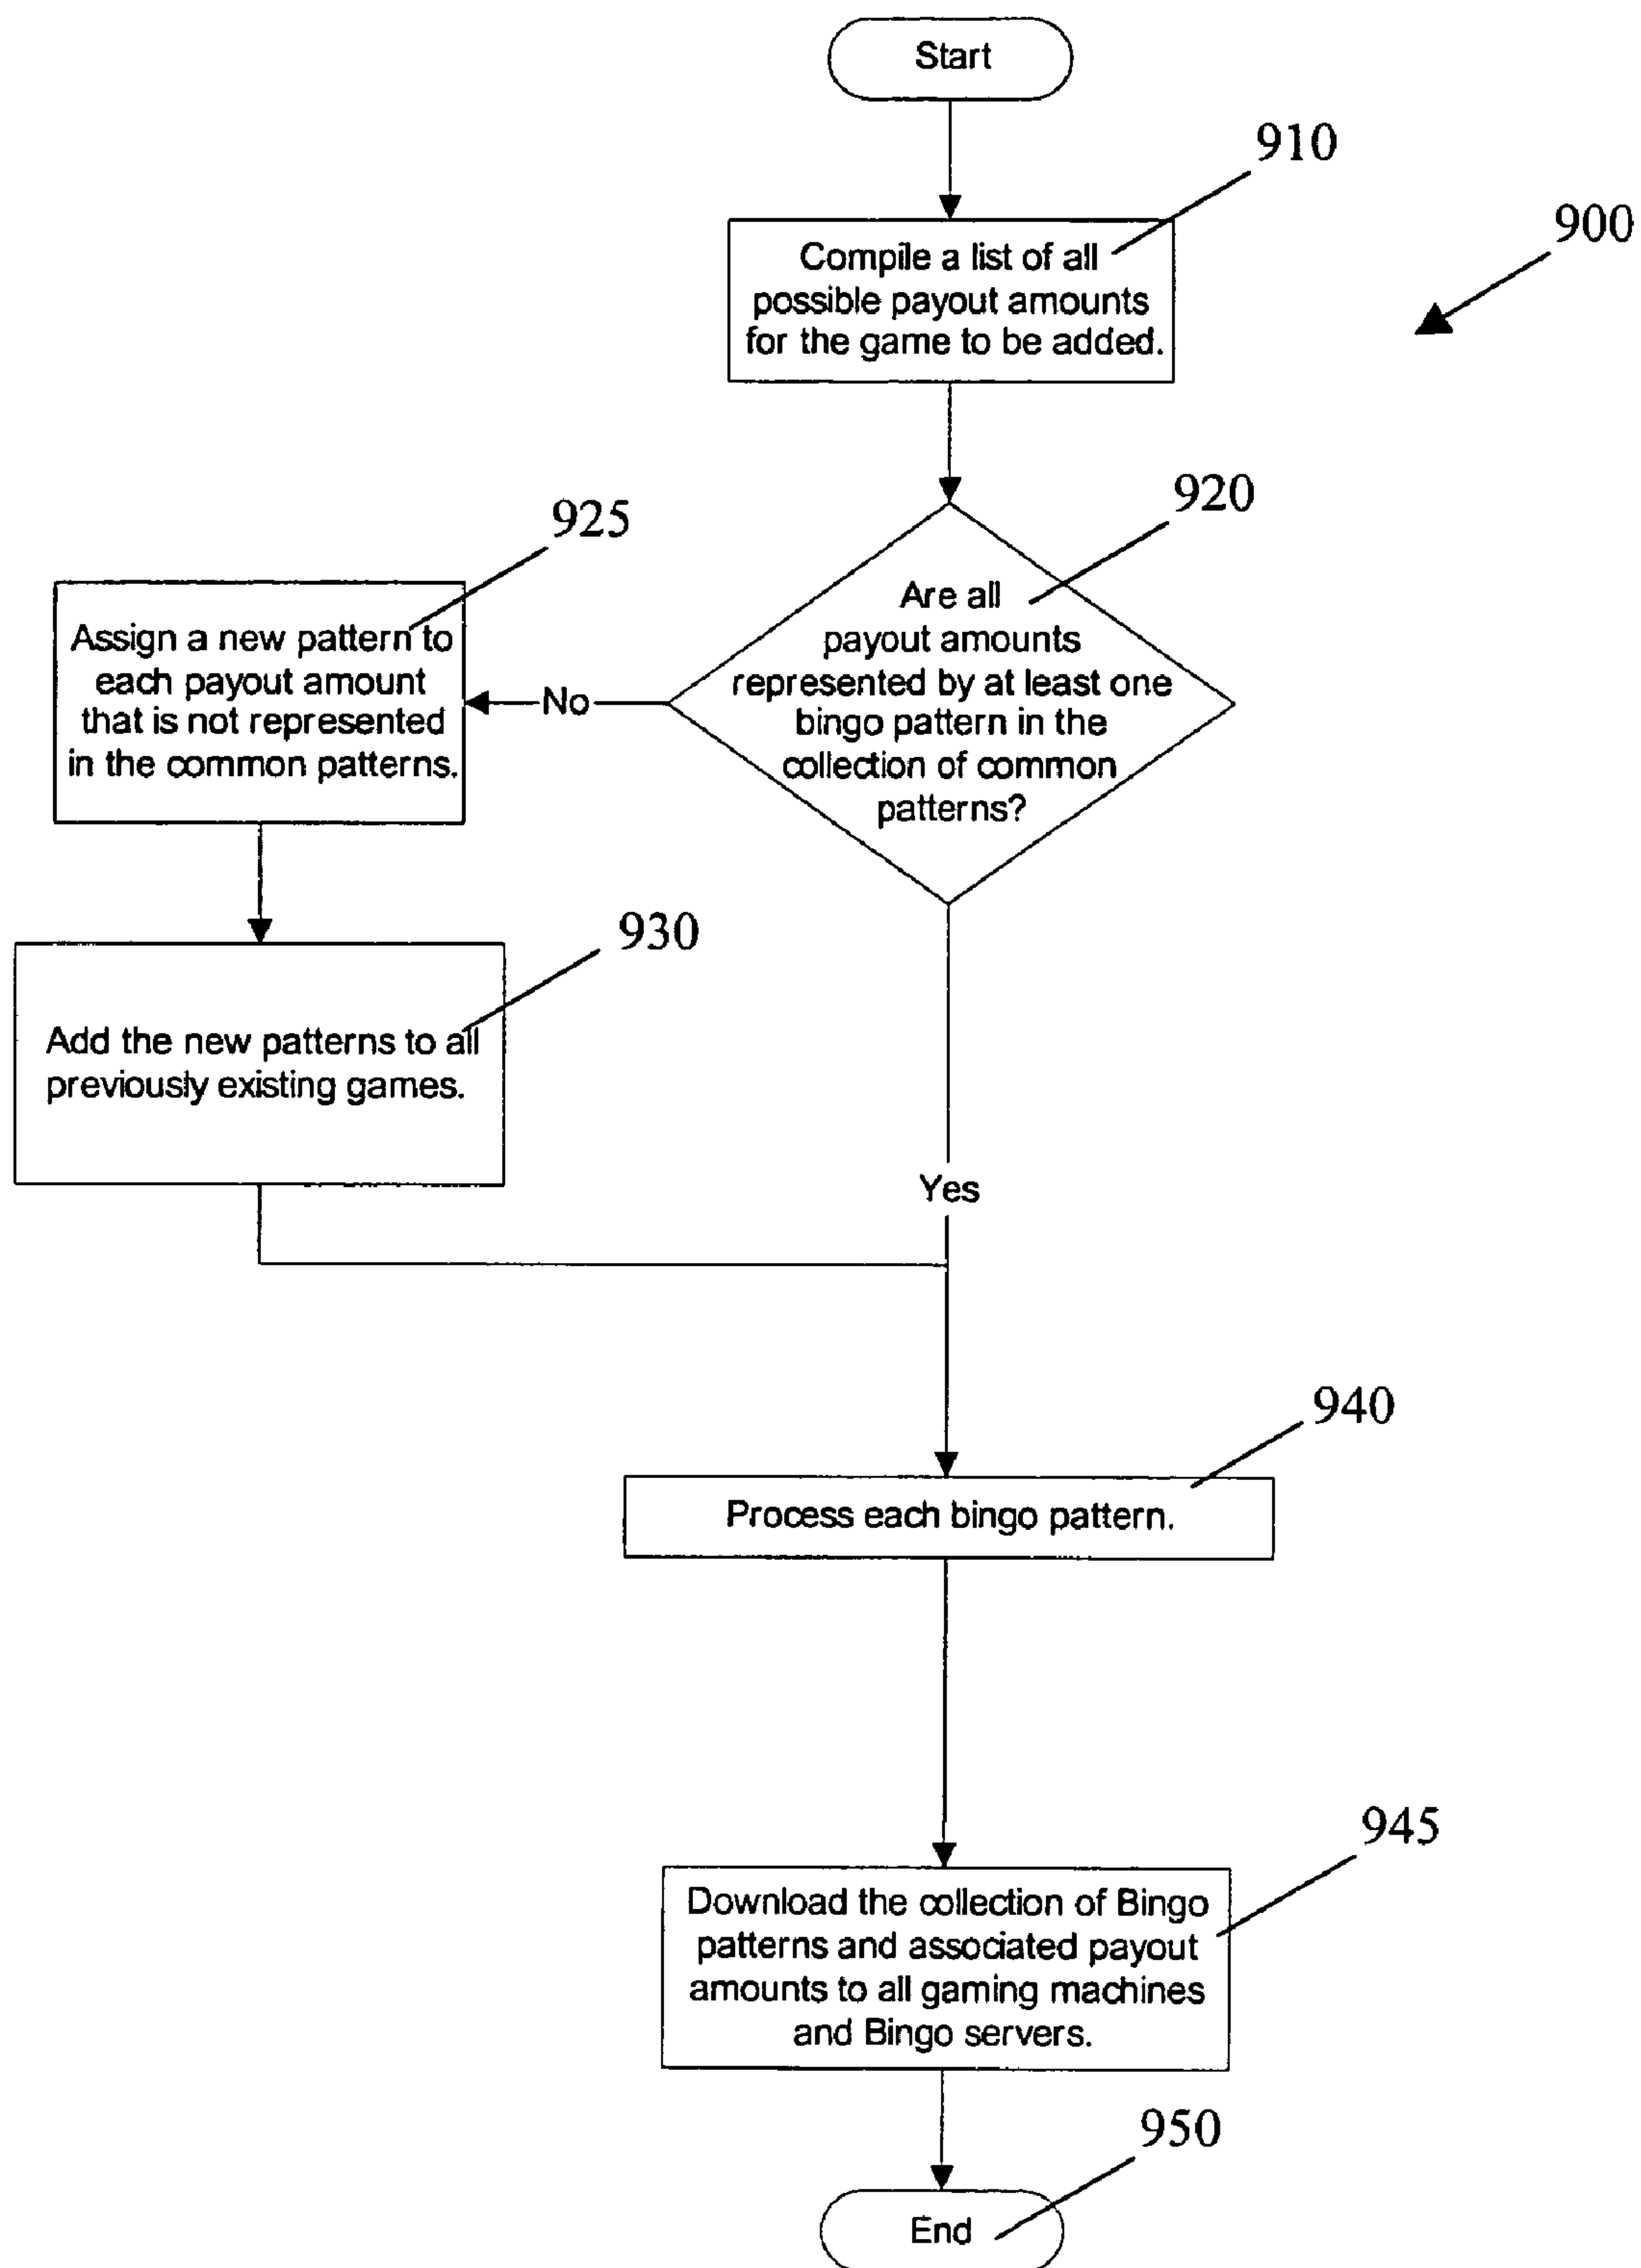 Start
910
900
Compile a list of all
possible payout amounts
for the game to be added.
920
925
Are all
payout amounts
represented by at least one
bingo pattern in the
collection of common
patterns?
No
Assign a new pattern to
each payout amount
that is not represented
in the common patterns.
930
Add the new patterns to all
previously existing games.
Yes
940
Process each bingo pattern.
945
Download the collection of Bingo
patterns and associated payout
amounts to all gaming machines
and Bingo servers.
950
End